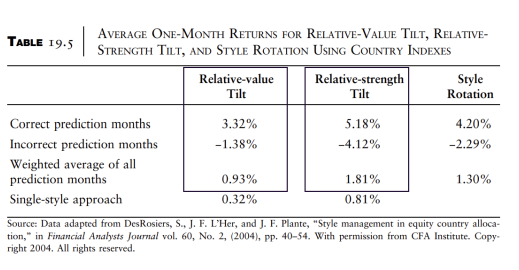 TABLE 19.5
AVERAGE ONE-MONTH RETURNS FOR RELATIVE-VALUE TILT, RELATIVE-
STRENGTH TILT, AND STYLE ROTATION USING COUNTRY INDEXES
Relative-value Tilt Relative-strength Tilt Style Rotation
Correct prediction months 3.32% 5.18% 4.20%
Incorrect prediction months −1.38% −4.12% −2.29%
Weighted average of all
prediction months 0.93% 1.81% 1.30%
Single-style approach 0.32% 0.81%
Source: Data adapted from DesRosiers, S., J. F. L'Her, and J. F. Plante, “Style management in equity country alloca-
tion,” in Financial Analysts Journal vol. 60, No. 2, (2004), pp. 40–54. With permission from CFA Institute. Copy-
right 2004. All rights reserved.